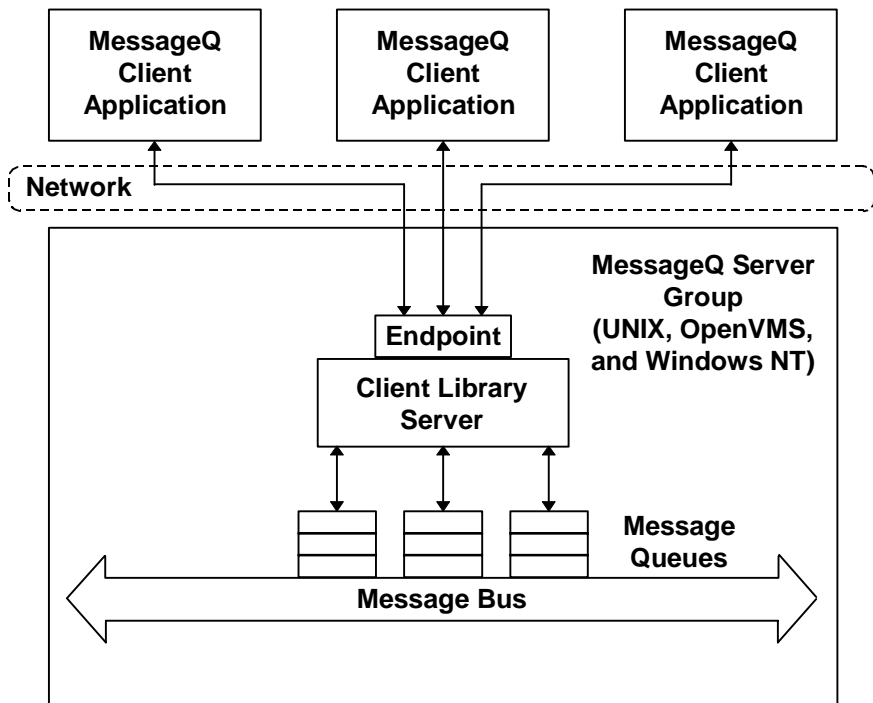 MessageQ
Client
Application
MessageQ
Client
Application
MessageQ
Client
Application
Network
MessageQ Server
Group
(UNIX, OpenVMS,
and Windows NT)
Endpoint
Client Library
Server
Message
Queues
Message Bus